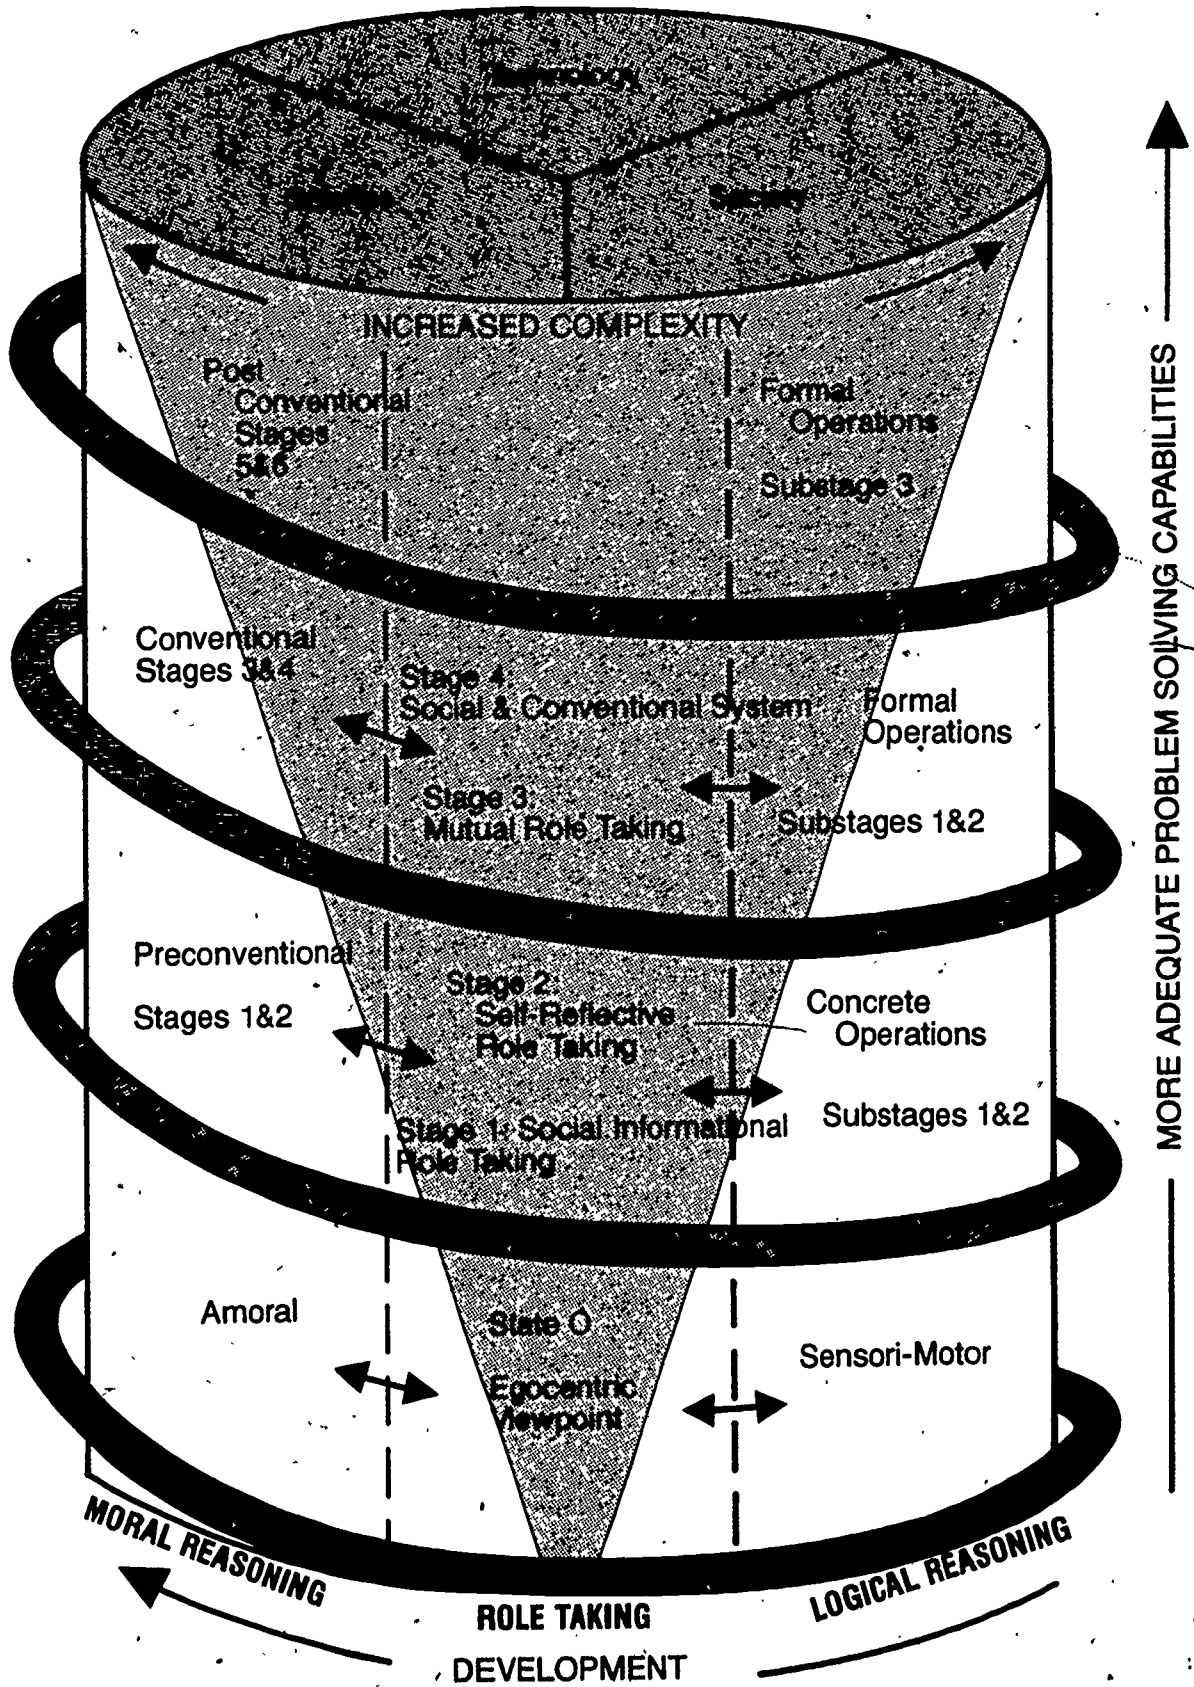 Technology
Society
INCREASED COMPLEXITY
Post
Conventional
Stages
5&6
Formal
Operations
Substage 3
Conventional
Stages 3&4
Stage 4:
Social & Conventional System
Formal
Operations
Stage 3:
Mutual Role Taking
Substages 1&2
Preconventional
Stages 1&2
Stage 2:
Self-Reflective
Role Taking
Concrete
Operations
Substages 1&2
Stage 1: Social Informational
Role Taking
Amoral
State O
Egocentric
Viewpoint
Sensori-Motor
MORAL REASONING
ROLE TAKING
LOGICAL REASONING
DEVELOPMENT
MORE ADEQUATE PROBLEM SOLVING CAPABILITIES